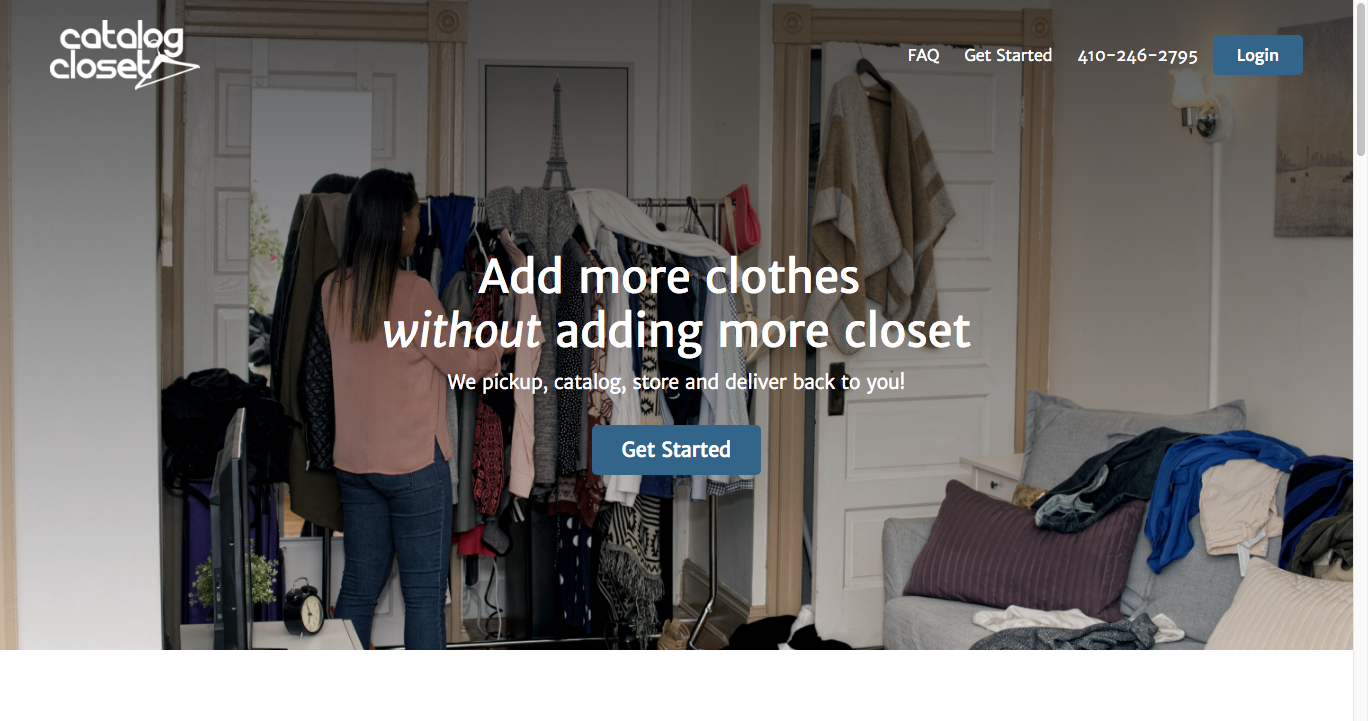 catalog
closet
FAQ Get Started 410-246-2795 Login
Add more clothes
without adding more closet
We pickup, catalog, store and deliver back to you!
Get Started